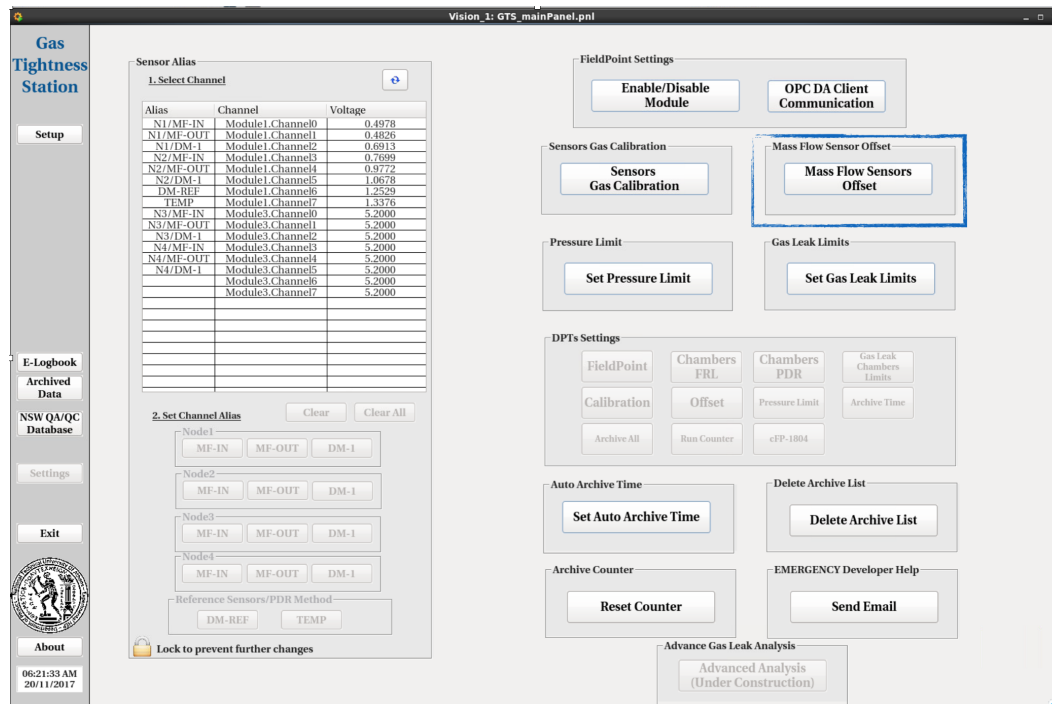 Vision_1: GTS_mainPanel.pnl
Gas
Tightness
Station
Setup
E-Logbook
Archived
Data
NSW QA/QC
Database
Settings
Exit
About
06:21:33 AM
20/11/2017
Sensor Alias
1. Select Channel
Alias Channel Voltage
N1/MF-IN Module1.Channel0 0.4978
N1/MF-OUT Module1.Channel1 0.4826
N1/DM-1 Module1.Channel2 0.6913
N2/MF-IN Module1.Channel3 0.7699
N2/MF-OUT Module1.Channel4 0.9772
N2/DM-1 Module1.Channel5 1.0678
DM-REF Module1.Channel6 1.2529
TEMP Module1.Channel7 1.3376
N3/MF-IN Module3.Channel0 5.2000
N3/MF-OUT Module3.Channel1 5.2000
N3/DM-1 Module3.Channel2 5.2000
N4/MF-IN Module3.Channel3 5.2000
N4/MF-OUT Module3.Channel4 5.2000
N4/DM-1 Module3.Channel5 5.2000
Module3.Channel6 5.2000
Module3.Channel7 5.2000
2. Set Channel Alias Clear Clear All
Node1
MF-IN MF-OUT DM-1
Node2
MF-IN MF-OUT DM-1
Node3
MF-IN MF-OUT DM-1
Node4
MF-IN MF-OUT DM-1
Reference Sensors/PDR Method
DM-REF TEMP
Lock to prevent further changes
FieldPoint Settings
Enable/Disable
Module
OPC DA Client
Communication
Sensors Gas Calibration
Sensors
Gas Calibration
Mass Flow Sensor Offset
Mass Flow Sensors
Offset
Pressure Limit
Set Pressure Limit
Gas Leak Limits
Set Gas Leak Limits
DPTs Settings
FieldPoint
Chambers
FRL
Chambers
PDR
Gas Leak
Chambers
Limits
Calibration Offset Pressure Limit Archive Time
Archive All Run Counter cFP-1804
Auto Archive Time
Set Auto Archive Time
Delete Archive List
Delete Archive List
Archive Counter
Reset Counter
EMERGENCY Developer Help
Send Email
Advance Gas Leak Analysis
Advanced Analysis
(Under Construction)